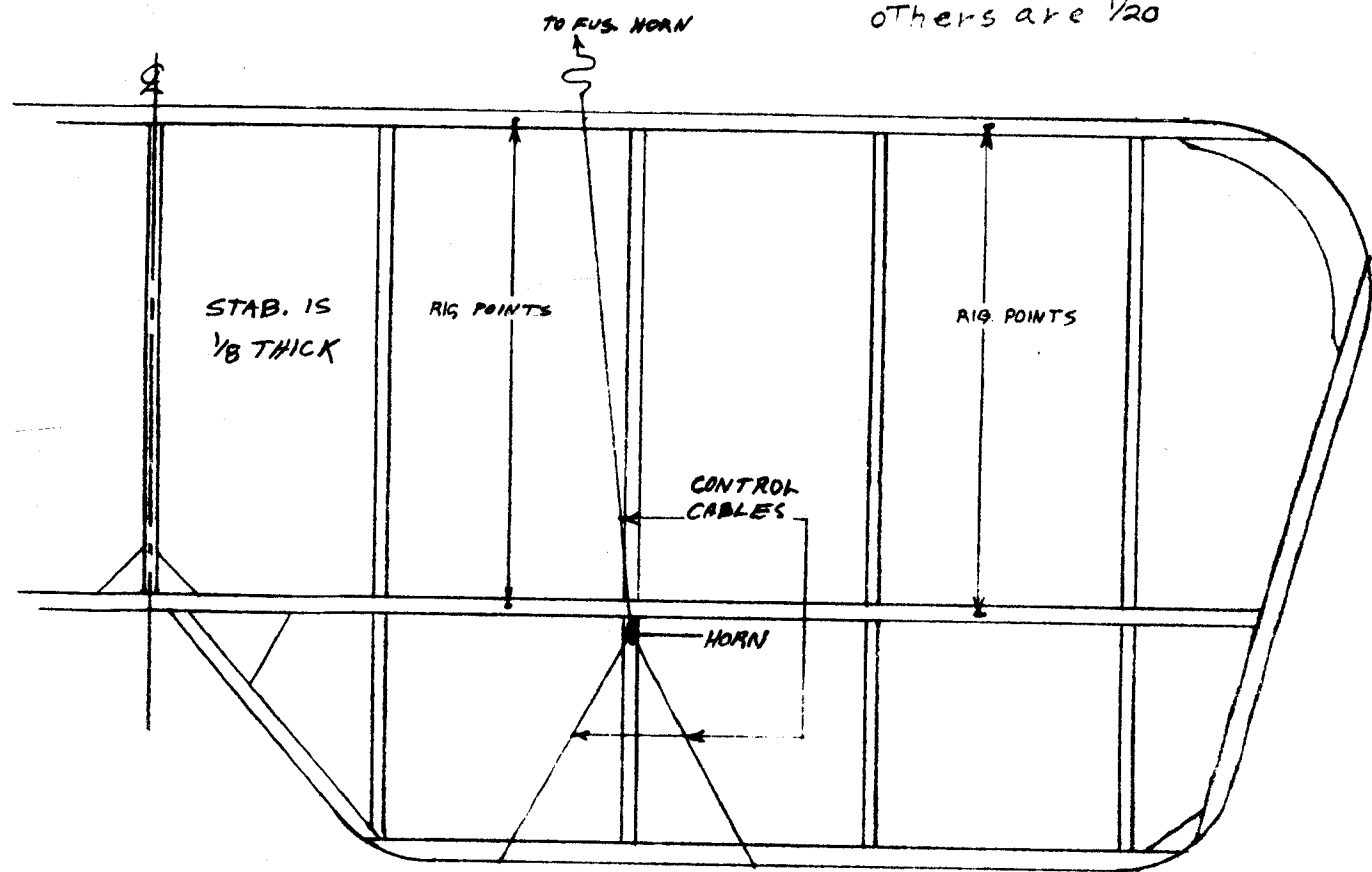 TO FUS. HORN
oThers are 1/20
℄
STAB. IS
1/8 THICK
RIG POINTS
RIG. POINTS
CONTROL
CABLES
HORN